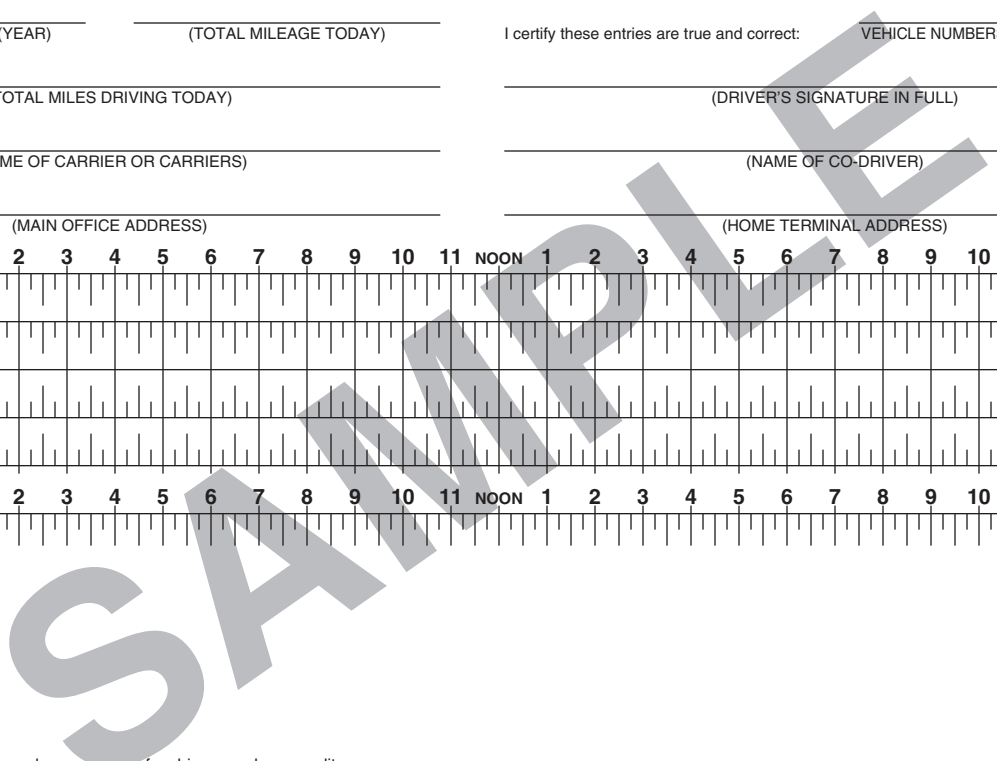 (YEAR) (TOTAL MILEAGE TODAY) I certify these entries are true and correct: VEHICLE NUMBER
TOTAL MILES DRIVING TODAY) (DRIVER'S SIGNATURE IN FULL)
ME OF CARRIER OR CARRIERS) (NAME OF CO-DRIVER)
(MAIN OFFICE ADDRESS) (HOME TERMINAL ADDRESS)
2 3 4 5 6 7 8 9 10 11 NOON 1 2 3 4 5 6 7 8 9 10
2 3 4 5 6 7 8 9 10 11 NOON 1 2 3 4 5 6 7 8 9 10
SAMPLE